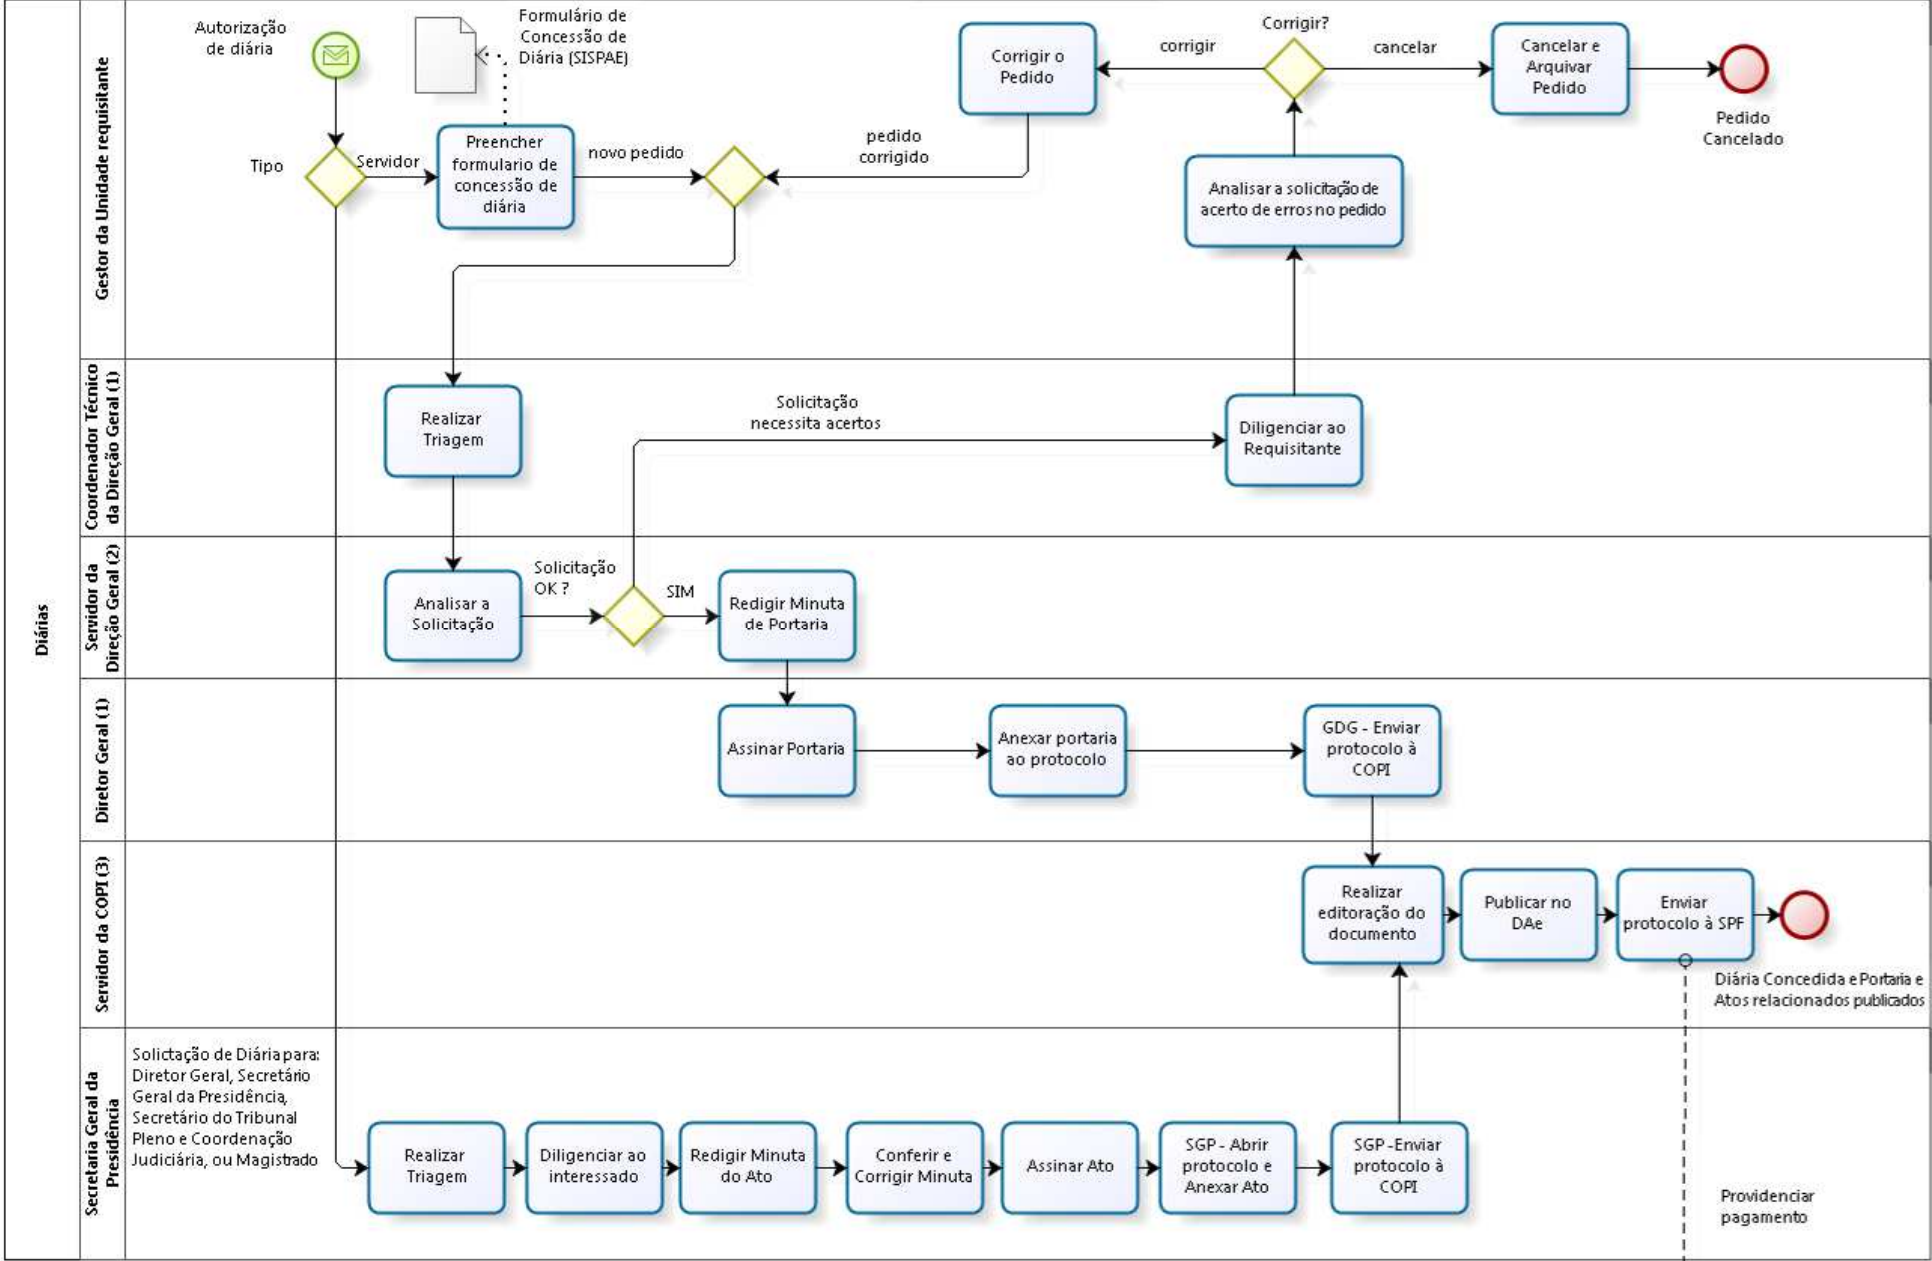 Diárias
Gestor da Unidade requisitante
Autorização
de diária
Formulário de
Concessão de
Diária (SISPAE)
Tipo
Servidor
Preencher
formulario de
concessão de
diária
novo pedido
pedido
corrigido
Corrigir o
Pedido
corrigir
Corrigir?
cancelar
Cancelar e
Arquivar
Pedido
Pedido
Cancelado
Analisar a solicitação de
acerto de erros no pedido
Coordenador Técnico
da Direção Geral (1)
Realizar
Triagem
Solicitação
necessita acertos
Diligenciar ao
Requisitante
Servidor da
Direção Geral (2)
Analisar a
Solicitação
Solicitação
OK ?
SIM
Redigir Minuta
de Portaria
Diretor Geral (1)
Assinar Portaria
Anexar portaria
ao protocolo
GDG - Enviar
protocolo à
COPI
Servidor da COPI (3)
Realizar
editoração do
documento
Publicar no
DAe
Enviar
protocolo à SPF
Diária Concedida e Portaria e
Atos relacionados publicados
Secretaria Geral da
Presidência
Solictação de Diária para:
Diretor Geral, Secretário
Geral da Presidência,
Secretário do Tribunal
Pleno e Coordenação
Judiciária, ou Magistrado
Realizar
Triagem
Diligenciar ao
interessado
Redigir Minuta
do Ato
Conferir e
Corrigir Minuta
Assinar Ato
SGP - Abrir
protocolo e
Anexar Ato
SGP -Enviar
protocolo à
COPI
Providenciar
pagamento